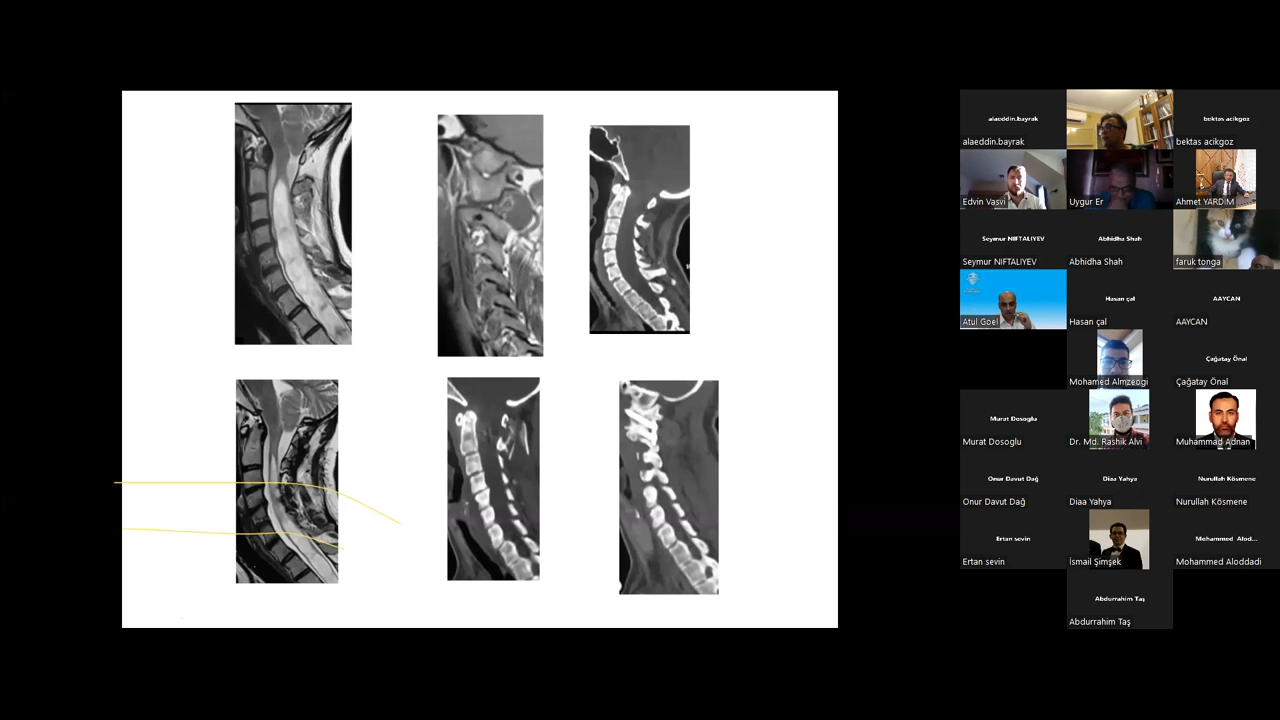 alaeddin.bayrak
alaeddin.bayrak
bektas acikgoz
bektas acikgoz
Edvin Vasvi
Uygur Er
Ahmet YARDIM
Seymur NIFTALIYEV
Seymur NIFTALIYEV
Abhidha Shah
Abhidha Shah
faruk tonga
Atul Goel
Hasan çal
Hasan çal
AAYCAN
AAYCAN
Mohamed Almzeogi
Çağatay Önal
Çağatay Önal
Murat Dosoglu
Murat Dosoglu
Dr. Md. Rashik Alvi
Muhammad Adnan
Onur Davut Dağ
Onur Davut Dağ
Diaa Yahya
Diaa Yahya
Nurullah Kösmene
Nurullah Kösmene
Ertan sevin
Ertan sevin
İsmail Şimşek
Mohammed Alod...
Mohammed Aloddadi
Abdurrahim Taş
Abdurrahim Taş